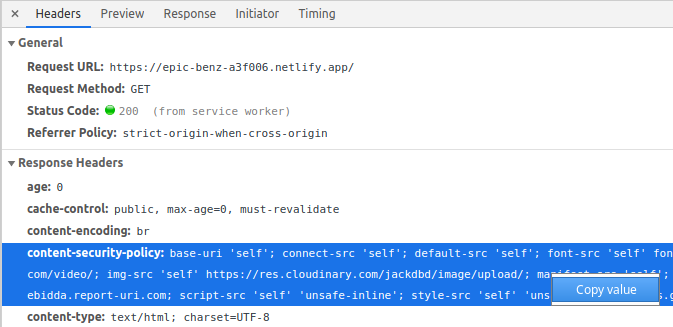 × Headers Preview Response Initiator Timing
▼General
Request URL: https://epic-benz-a3f006.netlify.app/
Request Method: GET
Status Code: 200 (from service worker)
Referrer Policy: strict-origin-when-cross-origin
▼Response Headers
age: 0
cache-control: public, max-age=0, must-revalidate
content-encoding: br
content-security-policy: base-uri 'self'; connect-src 'self'; default-src 'self'; font-src 'self' fon
com/video/; img-src 'self' https://res.cloudinary.com/jackdbd/image/upload/; 'self';
ebidda.report-uri.com; script-src 'self' 'unsafe-inline'; style-src 'self' 'uns
Copy value
content-type: text/html; charset=UTF-8